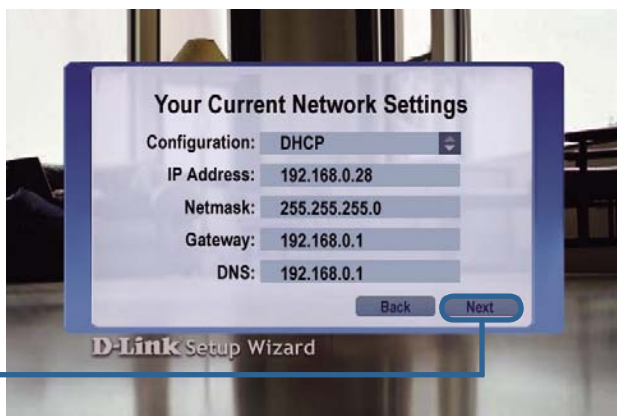 Your Current Network Settings
Configuration: DHCP
IP Address: 192.168.0.28
Netmask: 255.255.255.0
Gateway: 192.168.0.1
DNS: 192.168.0.1
Back Next
D-Link Setup Wizard